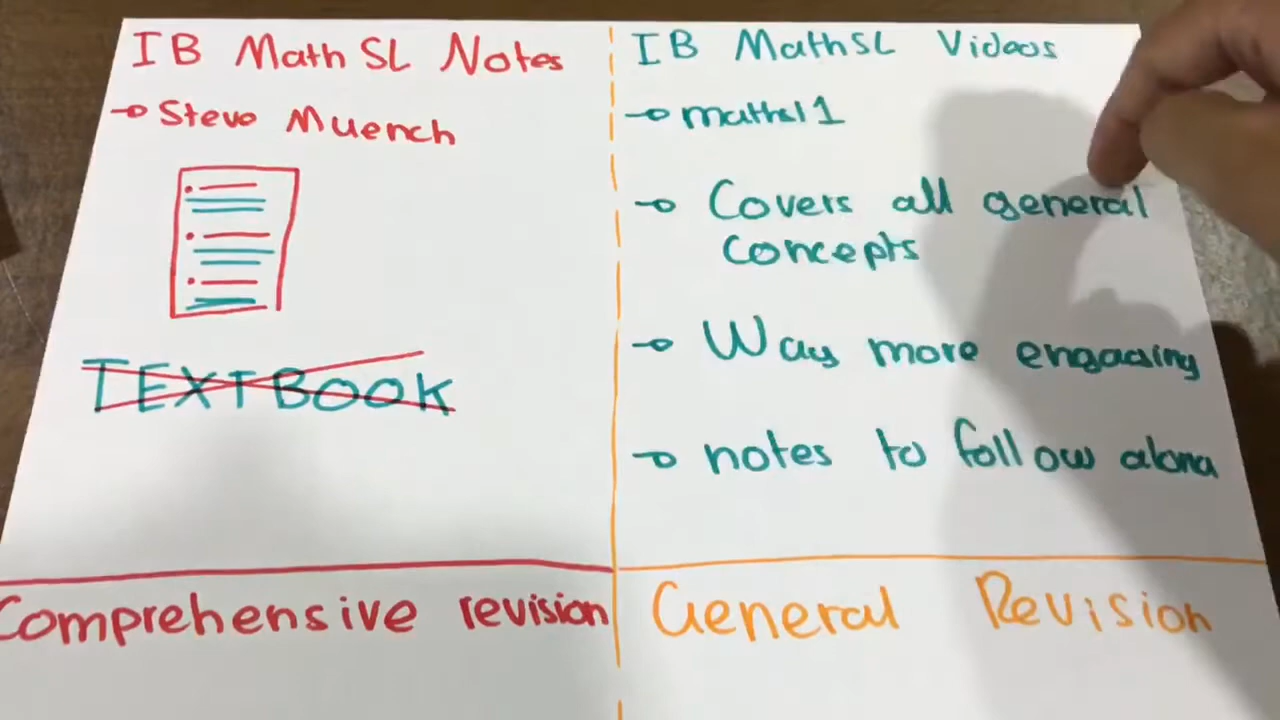 IB Math SL Notes
→ Steve Muench
TEXTBOOK
Comprehensive revision
IB MathSL Videos
→ mathsl1
→ Covers all general
concepts
→ Way more engaging
→ notes to follow along
General Revision